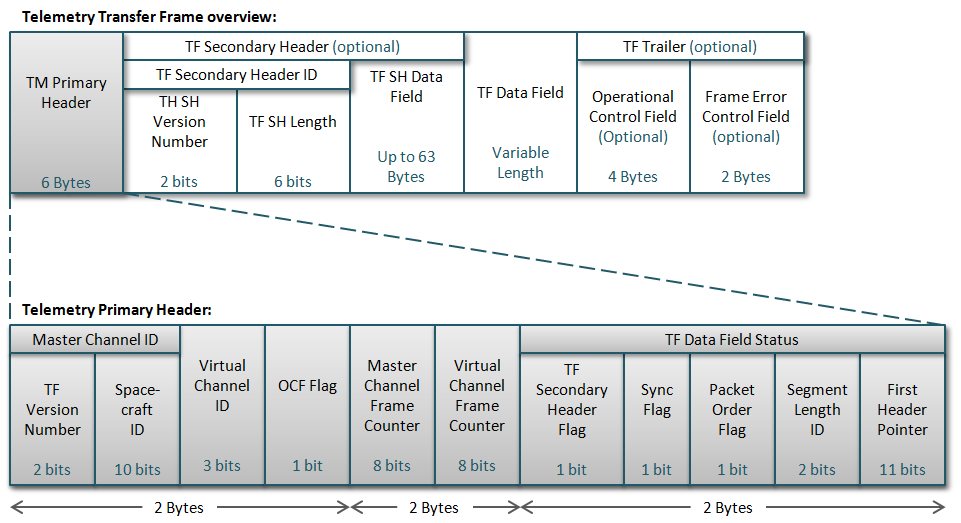 Telemetry Transfer Frame overview:
TM Primary
Header
6 Bytes
TF Secondary Header (optional)
TF Secondary Header ID
TH SH
Version
Number
2 bits
TF SH Length
6 bits
TF SH Data
Field
Up to 63
Bytes
TF Data Field
Variable
Length
TF Trailer (optional)
Operational
Control Field
(Optional)
4 Bytes
Frame Error
Control Field
(optional)
2 Bytes
Telemetry Primary Header:
Master Channel ID
TF
Version
Number
2 bits
Space-
craft
ID
10 bits
Virtual
Channel
ID
3 bits
OCF Flag
1 bit
Master
Channel
Frame
Counter
8 bits
Virtual
Channel
Frame
Counter
8 bits
TF Data Field Status
TF
Secondary
Header
Flag
1 bit
Sync
Flag
1 bit
Packet
Order
Flag
1 bit
Segment
Length
ID
2 bits
First
Header
Pointer
11 bits
2 Bytes
2 Bytes
2 Bytes